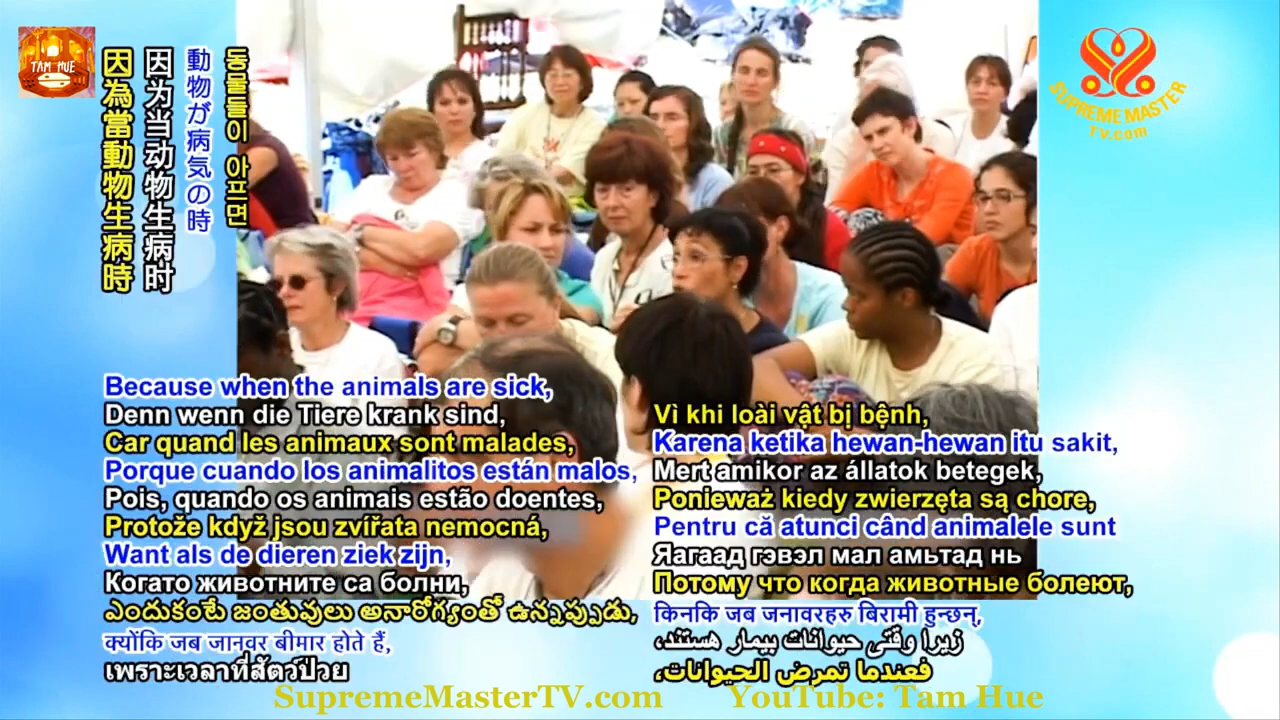 TAM HUE
동물들이 아프면
動物が病気の時
因为当动物生病时
因為當動物生病時
SUPREME MASTER
TV.com
Because when the animals are sick,
Denn wenn die Tiere krank sind,
Car quand les animaux sont malades,
Porque cuando los animalitos están malos,
Pois, quando os animais estão doentes,
Protože když jsou zvířata nemocná,
Want als de dieren ziek zijn,
Когато животните са болни,
ఎందుకంటే జంతువులు అనారోగ్యంతో ఉన్నప్పుడు,
क्योंकि जब जानवर बीमार होते हैं,
เพราะเวลาที่สัตว์ป่วย
Vì khi loài vật bị bệnh,
Karena ketika hewan-hewan itu sakit,
Mert amikor az állatok betegek,
Ponieważ kiedy zwierzęta są chore,
Pentru că atunci când animalele sunt
Яагаад гэвэл мал амьтад нь
Потому что когда животные болеют,
किनकि जब जनावरहरु बिरामी हुन्छन्,
زیرا وقتی حیوانات بیمار هستند،
فعندما تمرض الحيوانات،
SupremeMasterTV.com YouTube: Tam Hue